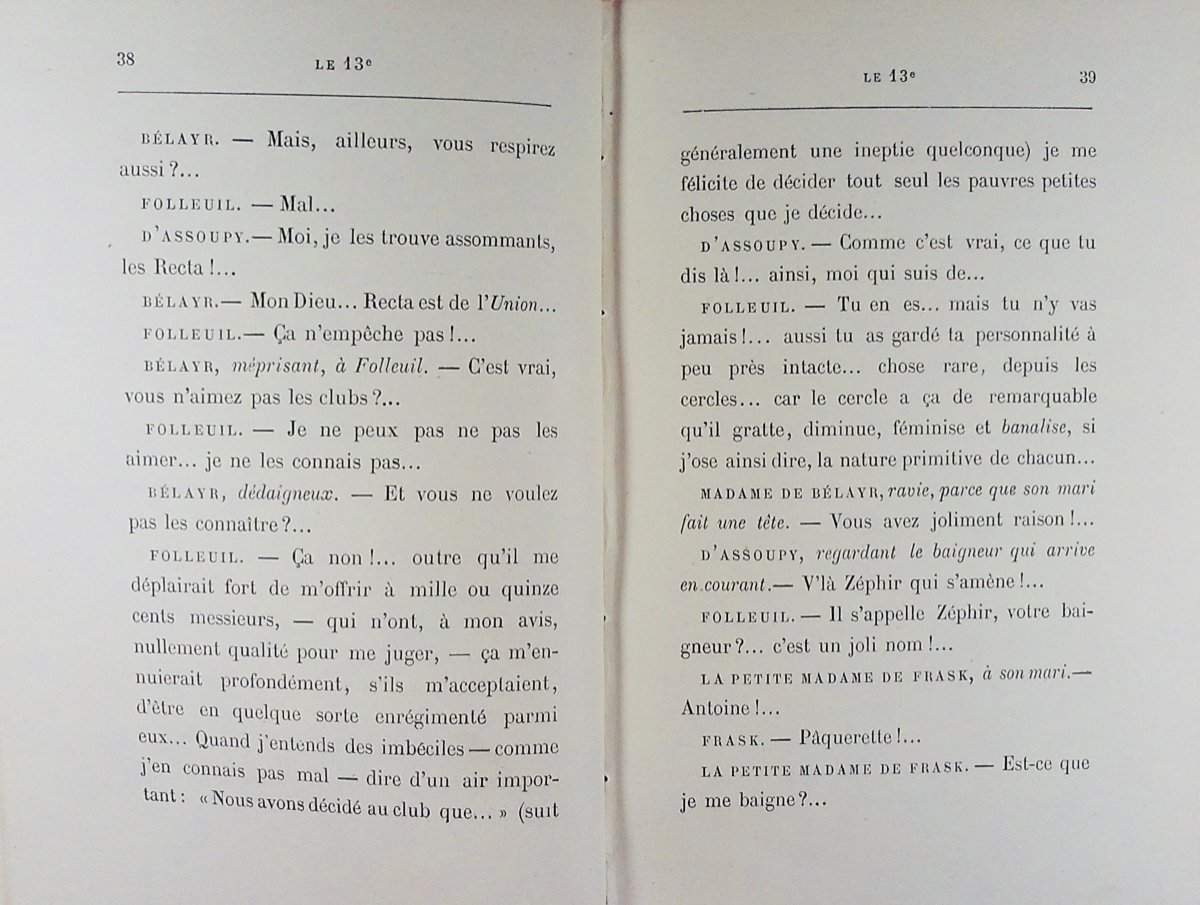 38
LE 13e
BÉLAYR. — Mais, ailleurs, vous respirez
aussi ?...
FOLLEUIL. — Mal...
D'ASSOUPY. — Moi, je les trouve assommants,
les Recta !...
BÉLAYR. — Mon Dieu... Recta est de l'Union...
FOLLEUIL. — Ça n'empêche pas !...
BÉLAYR, méprisant, à Folleuil. — C'est vrai,
vous n'aimez pas les clubs ?...
FOLLEUIL. — Je ne peux pas ne pas les
aimer... je ne les connais pas...
BÉLAYR, dédaigneux. — Et vous ne voulez
pas les connaître ?...
FOLLEUIL. — Ça non !... outre qu'il me
déplairait fort de m'offrir à mille ou quinze
cents messieurs, — qui n'ont, à mon avis,
nullement qualité pour me juger, — ça m'en-
nuierait profondément, s'ils m'acceptaient,
d'être en quelque sorte enrégimenté parmi
eux... Quand j'entends des imbéciles — comme
j'en connais pas mal — dire d'un air impor-
tant : « Nous avons décidé au club que... » (suit
LE 13e
39
généralement une ineptie quelconque) je me
félicite de décider tout seul les pauvres petites
choses que je décide...
D'ASSOUPY. — Comme c'est vrai, ce que tu
dis là !... ainsi, moi qui suis de...
FOLLEUIL. — Tu en es... mais tu n'y vas
jamais !... aussi tu as gardé ta personnalité à
peu près intacte... chose rare, depuis les
cercles... car le cercle a ça de remarquable
qu'il gratte, diminue, féminise et banalise, si
j'ose ainsi dire, la nature primitive de chacun...
MADAME DE BÉLAYR, ravie, parce que son mari
fait une tête. — Vous avez joliment raison !...
D'ASSOUPY, regardant le baigneur qui arrive
en courant. — V'là Zéphir qui s'amène !...
FOLLEUIL. — Il s'appelle Zéphir, votre bai-
gneur ?... c'est un joli nom !...
LA PETITE MADAME DE FRASK, à son mari. —
Antoine !...
FRASK. — Pâquerette !...
LA PETITE MADAME DE FRASK. — Est-ce que
je me baigne ?...